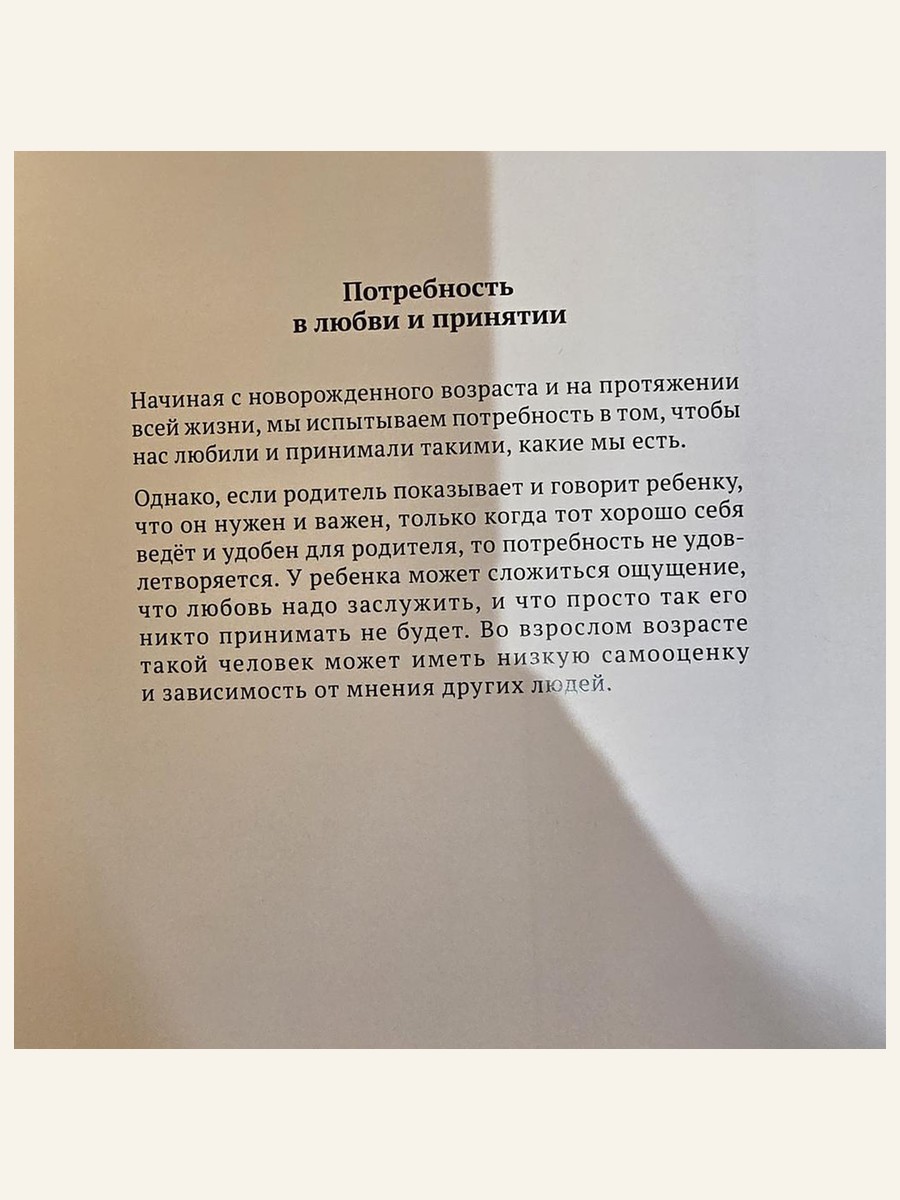 Потребность
в любви и принятии
Начиная с новорожденного возраста и на протяжении
всей жизни, мы испытываем потребность в том, чтобы
нас любили и принимали такими, какие мы есть.
Однако, если родитель показывает и говорит ребенку,
что он нужен и важен, только когда тот хорошо себя
ведёт и удобен для родителя, то потребность не удов-
летворяется. У ребенка может сложиться ощущение,
что любовь надо заслужить, и что просто так его
никто принимать не будет. Во взрослом возрасте
такой человек может иметь низкую самооценку
и зависимость от мнения других людей.